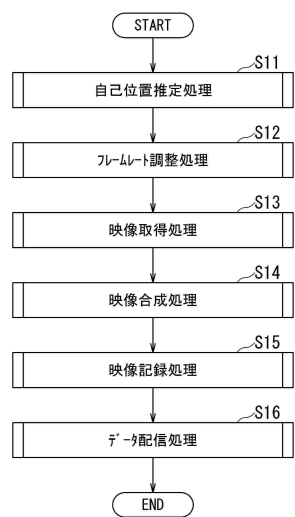 START
S11
自己位置推定処理
S12
ﾌﾚｰﾑﾚｰﾄ調整処理
S13
映像取得処理
S14
映像合成処理
S15
映像記録処理
S16
ﾃﾞｰﾀ配信処理
END